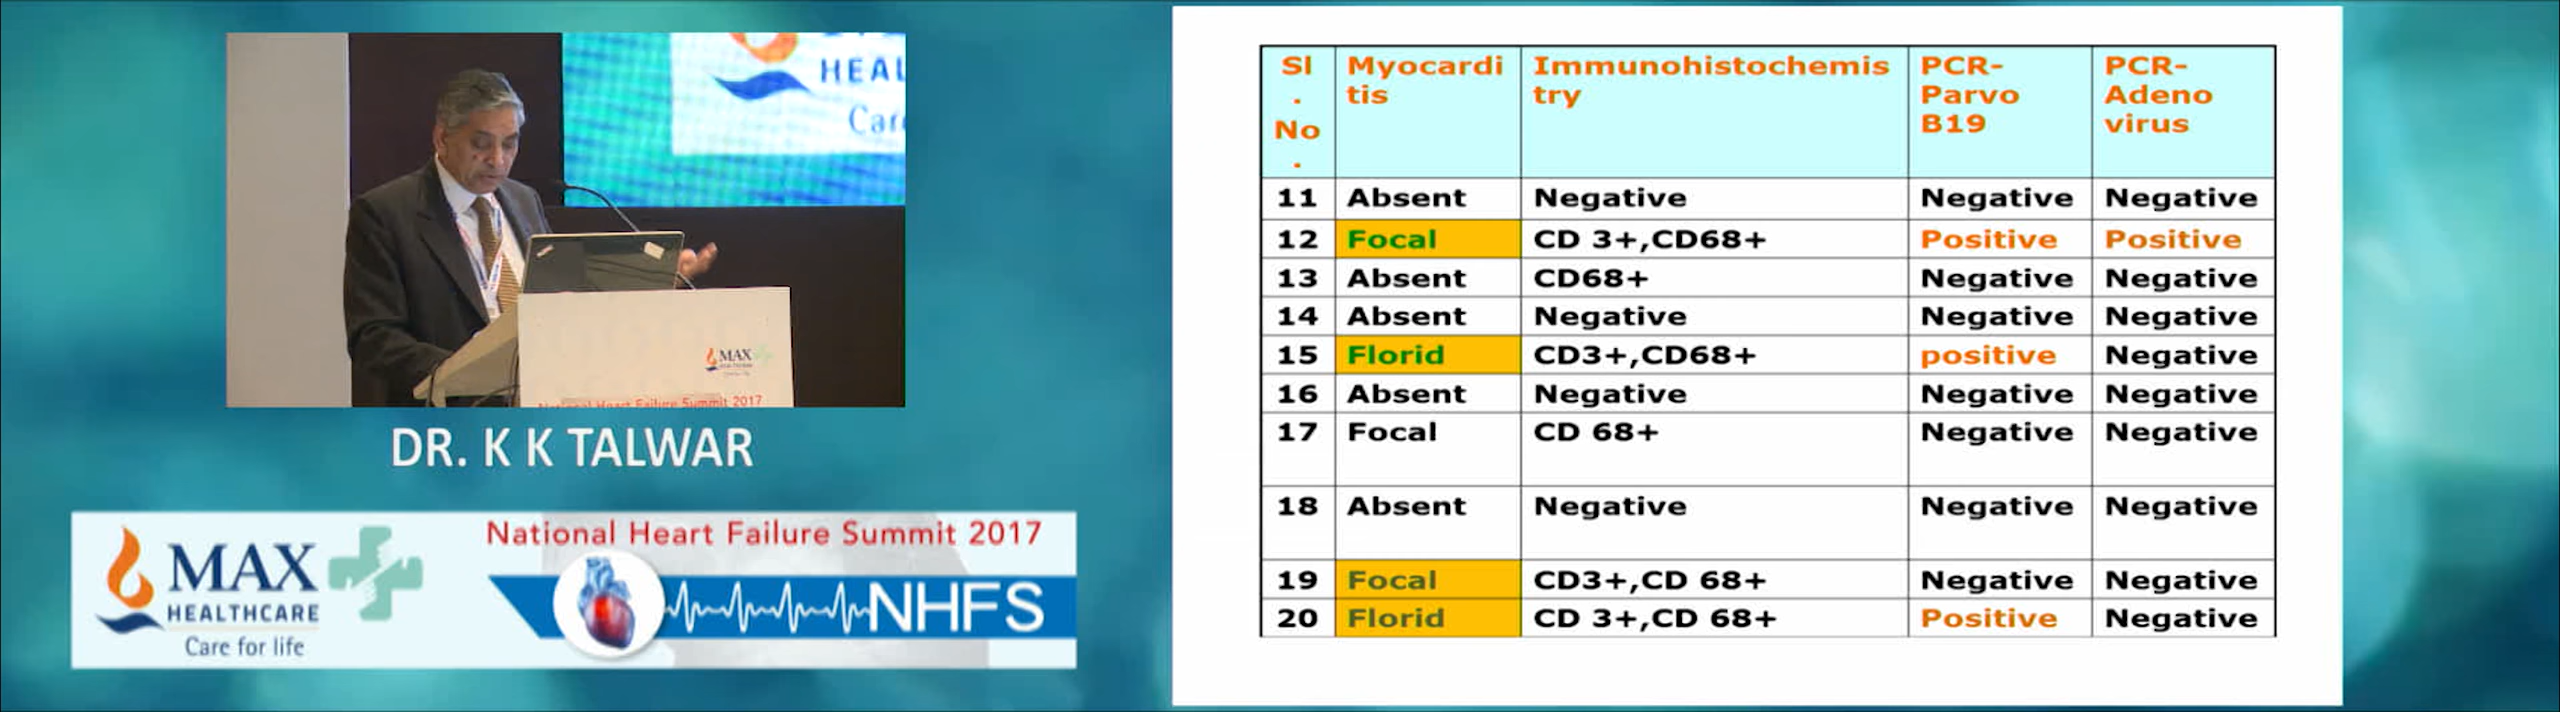 HEAL
Care
MAX
HEALTHCARE
National Heart Failure Summit 2017
DR. K K TALWAR
MAX
HEALTHCARE
Care for life
National Heart Failure Summit 2017
NHFS
Sl . No . Myocardi tis Immunohistochemis try PCR- Parvo B19 PCR- Adeno virus
11 Absent Negative Negative Negative
12 Focal CD 3+,CD68+ Positive Positive
13 Absent CD68+ Negative Negative
14 Absent Negative Negative Negative
15 Florid CD3+,CD68+ positive Negative
16 Absent Negative Negative Negative
17 Focal CD 68+ Negative Negative
18 Absent Negative Negative Negative
19 Focal CD3+,CD 68+ Negative Negative
20 Florid CD 3+,CD 68+ Positive Negative